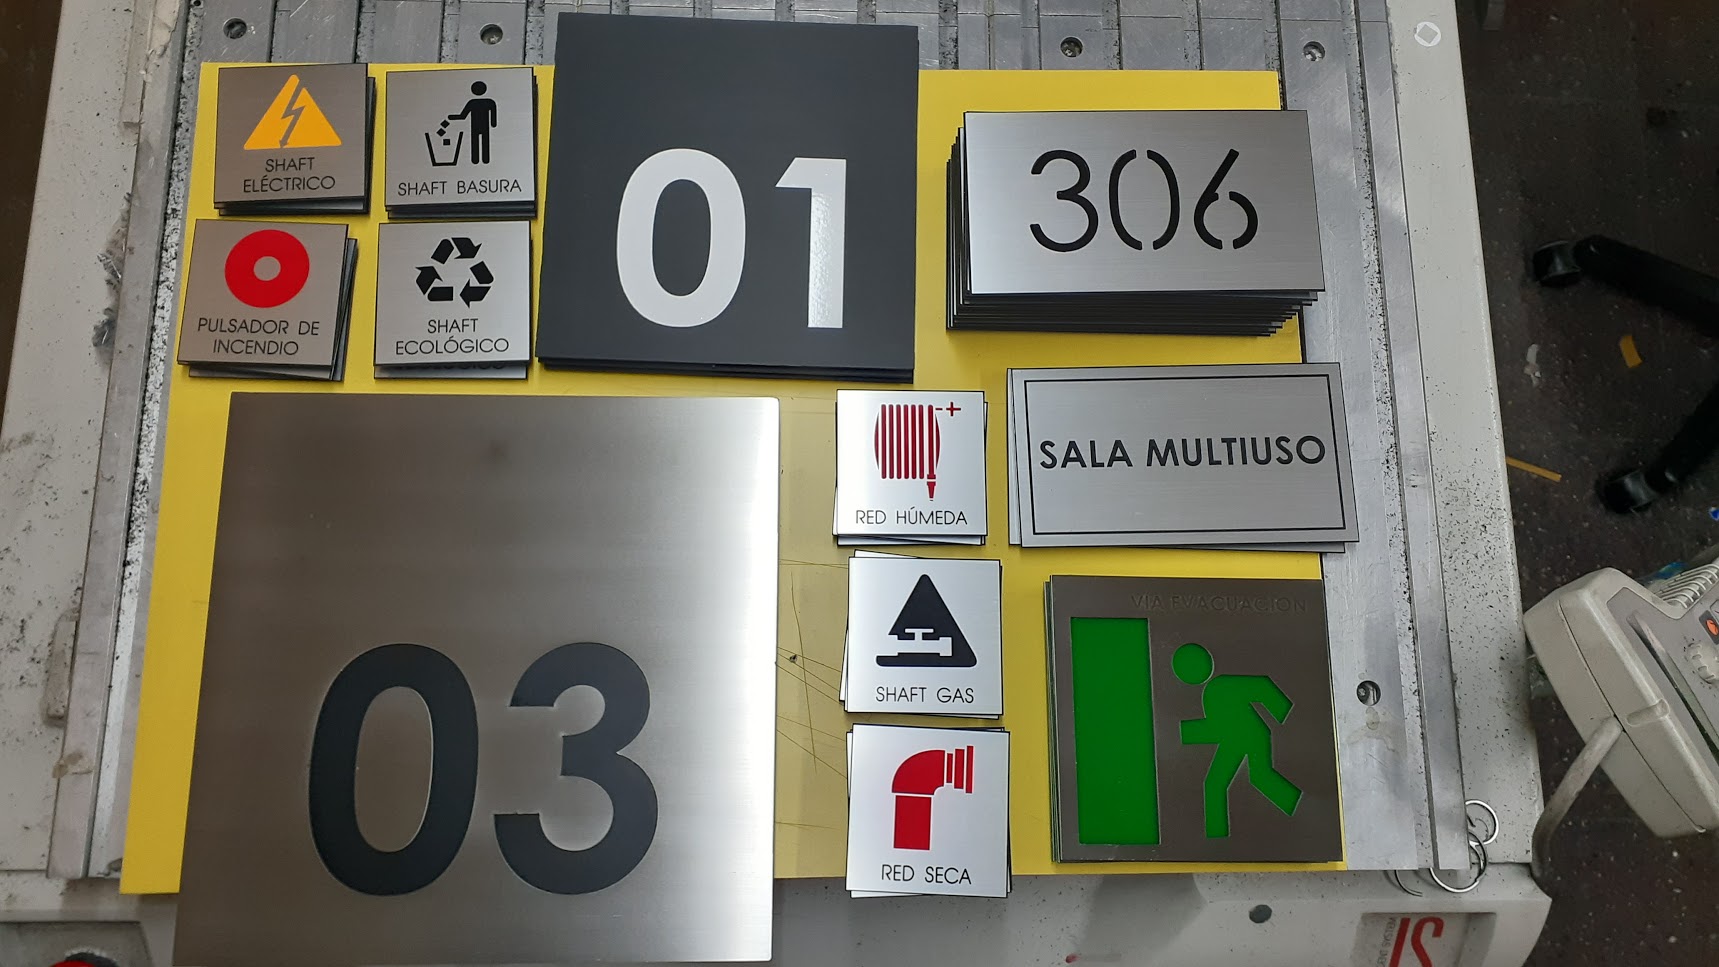 SHAFT
ELÉCTRICO
SHAFT BASURA
01
306
PULSADOR DE
INCENDIO
SHAFT
ECOLÓGICO
SALA MULTIUSO
RED HÚMEDA
03
VIA EVACUACION
SHAFT GAS
RED SECA
IS